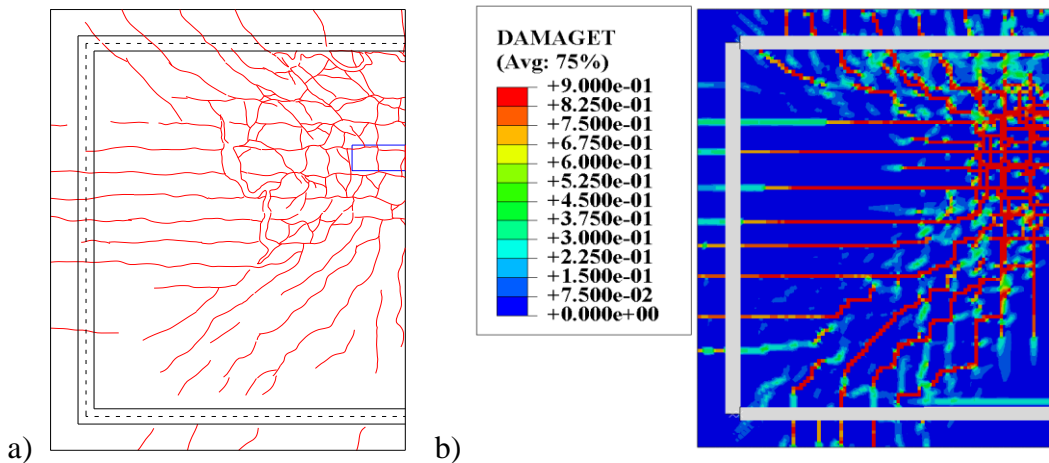 DAMAGET
(Avg: 75%)
+9.000e-01
+8.250e-01
+7.500e-01
+6.750e-01
+6.000e-01
+5.250e-01
+4.500e-01
+3.750e-01
+3.000e-01
+2.250e-01
+1.500e-01
+7.500e-02
+0.000e+00
a)
b)